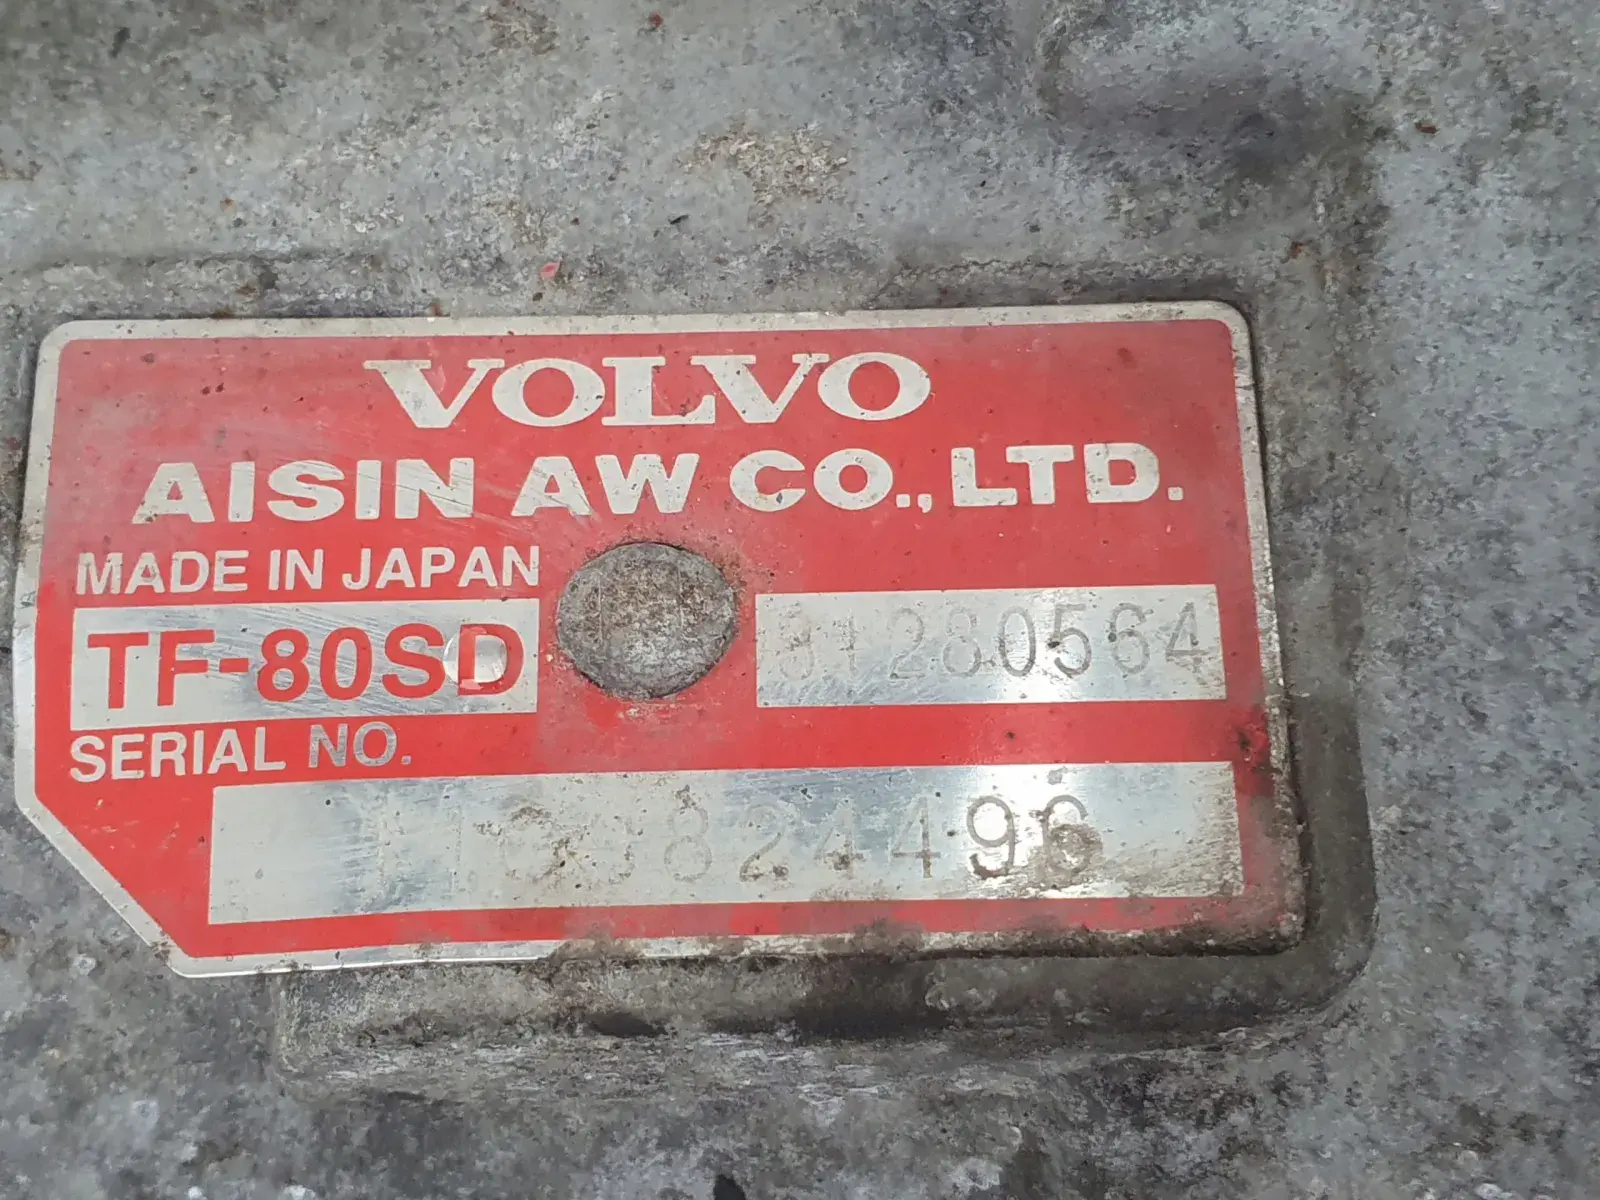 VOLVO
AISIN AW CO.,LTD.
MADE IN JAPAN
TF-80SD
31280564
SERIAL NO.